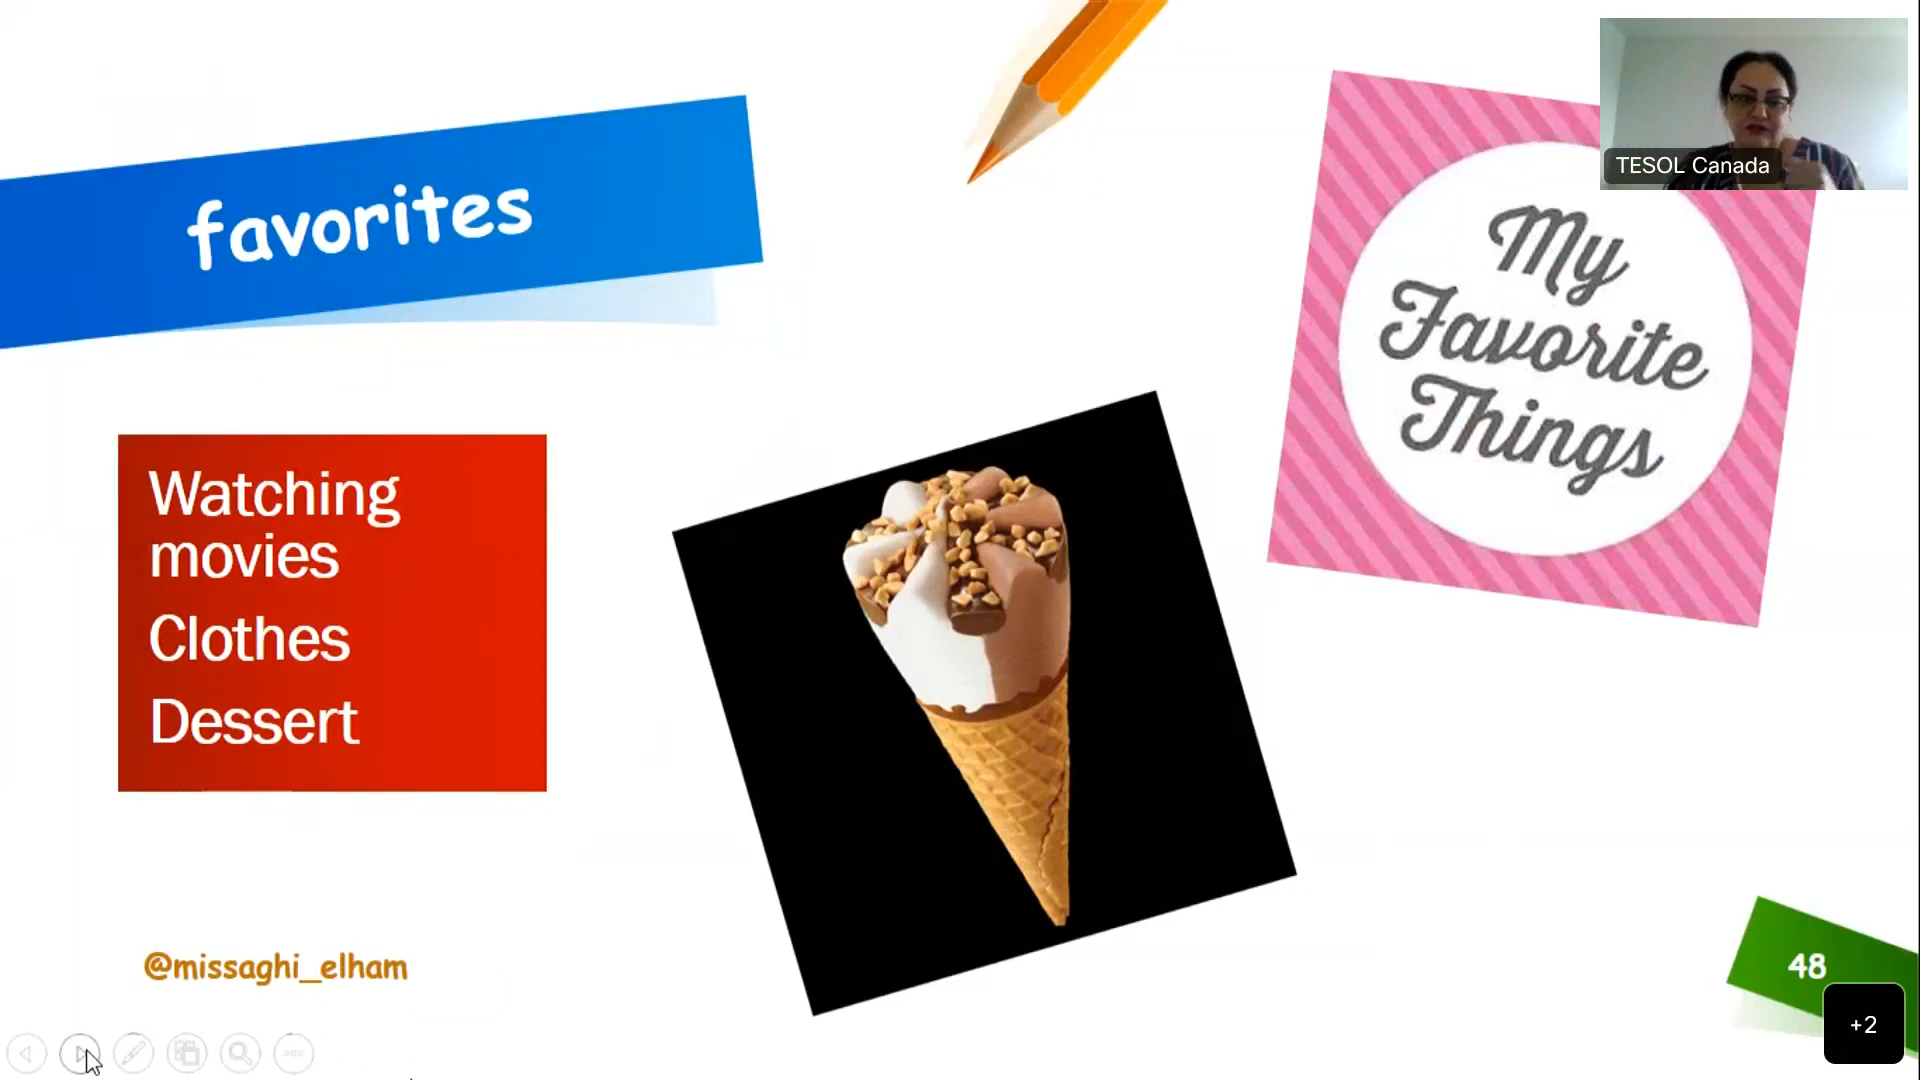 favorites
TESOL Canada
My
Favorite
Things
Watching
movies
Clothes
Dessert
@missaghi_elham
48
+2